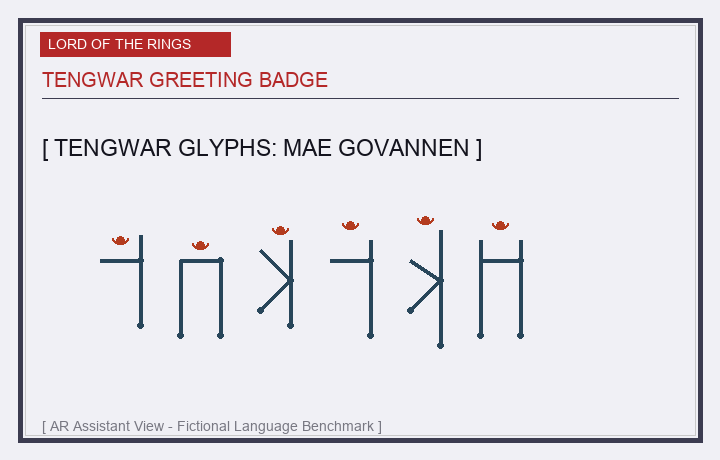 LORD OF THE RINGS
TENGWAR GREETING BADGE
[ TENGWAR GLYPHS: MAE GOVANNEN ]
[ AR Assistant View - Fictional Language Benchmark ]